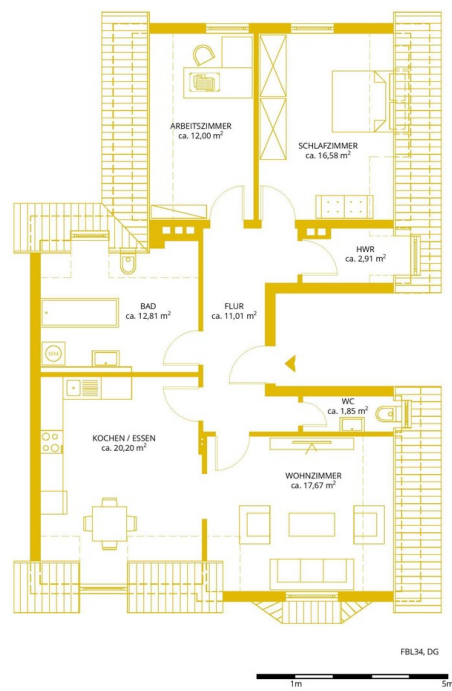 ARBEITSZIMMER
ca. 12,00 m²
SCHLAFZIMMER
ca. 16,58 m²
HWR
ca. 2,91 m²
BAD
ca. 12,81 m²
FLUR
ca. 11,01 m²
WM
WC
ca. 1,85 m²
KOCHEN / ESSEN
ca. 20,20 m²
WOHNZIMMER
ca. 17,67 m²
FBL34, DG
1m
5m